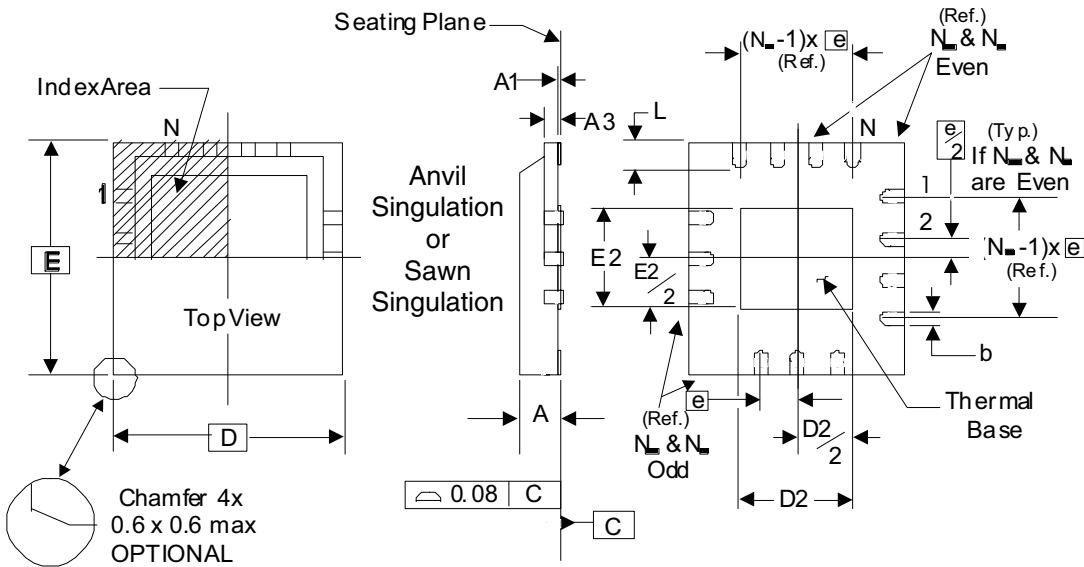 Seating Plane
(Ref.)
N & N
Even
(N -1)x e
(Ref.)
Index Area
A1
A3
L
N
N
e/2
(Typ.)
If N & N
are Even
1
1
2
Anvil
Singulation
or
Sawn
Singulation
E
E2
E2/2
(N -1)x e
(Ref.)
Top View
b
A
e
D
(Ref.)
N & N
Odd
D2/2
Thermal
Base
D2
0.08 C
C
Chamfer 4x
0.6 x 0.6 max
OPTIONAL